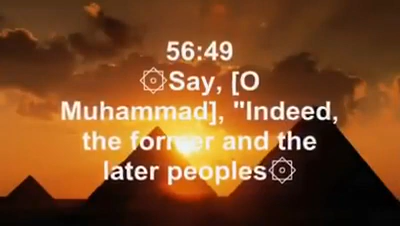 56:49
۞Say, [O
Muhammad], "Indeed,
the former and the
later peoples۞